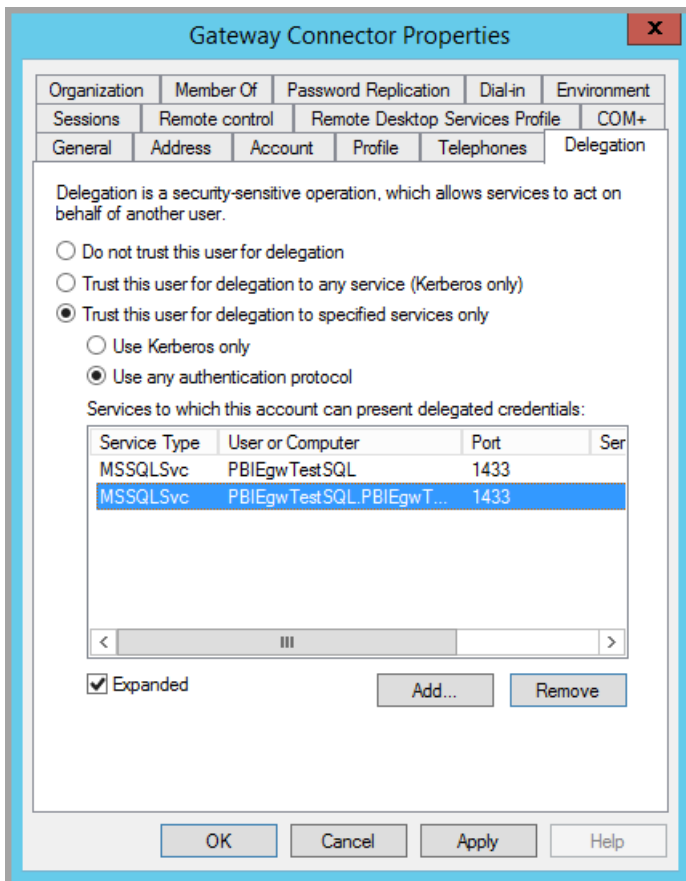 Gateway Connector Properties
x
Organization Member Of Password Replication Dial-in Environment
Sessions Remote control Remote Desktop Services Profile COM+
General Address Account Profile Telephones Delegation
Delegation is a security-sensitive operation, which allows services to act on
behalf of another user.
Do not trust this user for delegation
Trust this user for delegation to any service (Kerberos only)
Trust this user for delegation to specified services only
Use Kerberos only
Use any authentication protocol
Services to which this account can present delegated credentials:
Service Type User or Computer Port Ser
MSSQLSvc PBIEgwTestSQL 1433
MSSQLSvc PBIEgwTestSQL.PBIEgwT... 1433
Expanded
Add... Remove
OK Cancel Apply Help